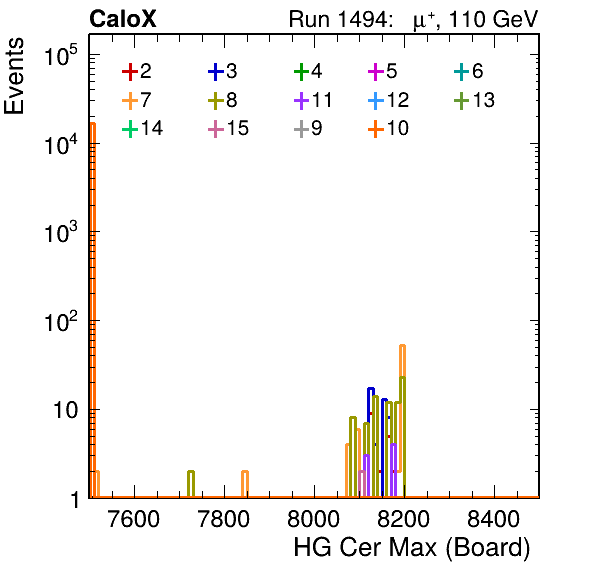 CaloX Run 1494: μ⁺, 110 GeV
Events
2 3 4 5 6
7 8 11 12 13
14 15 9 10
10⁵
10⁴
10³
10²
10
1
7600 7800 8000 8200 8400
HG Cer Max (Board)